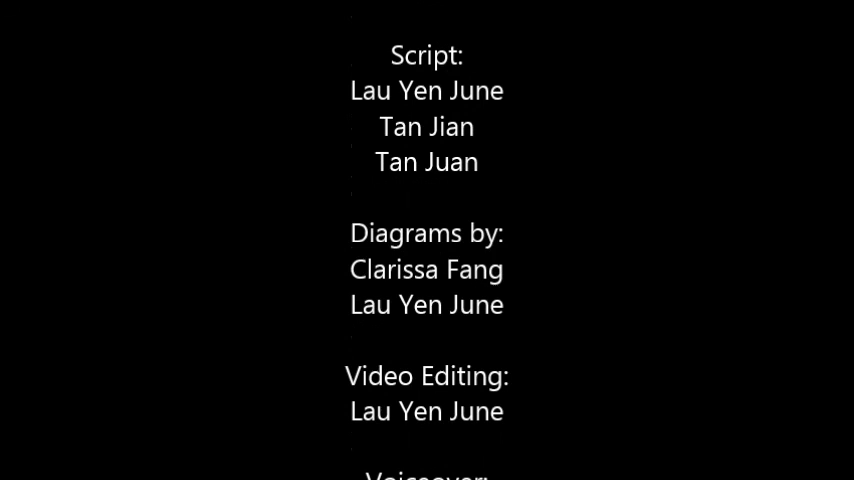 Script:
Lau Yen June
Tan Jian
Tan Juan
Diagrams by:
Clarissa Fang
Lau Yen June
Video Editing:
Lau Yen June
Voiceover: